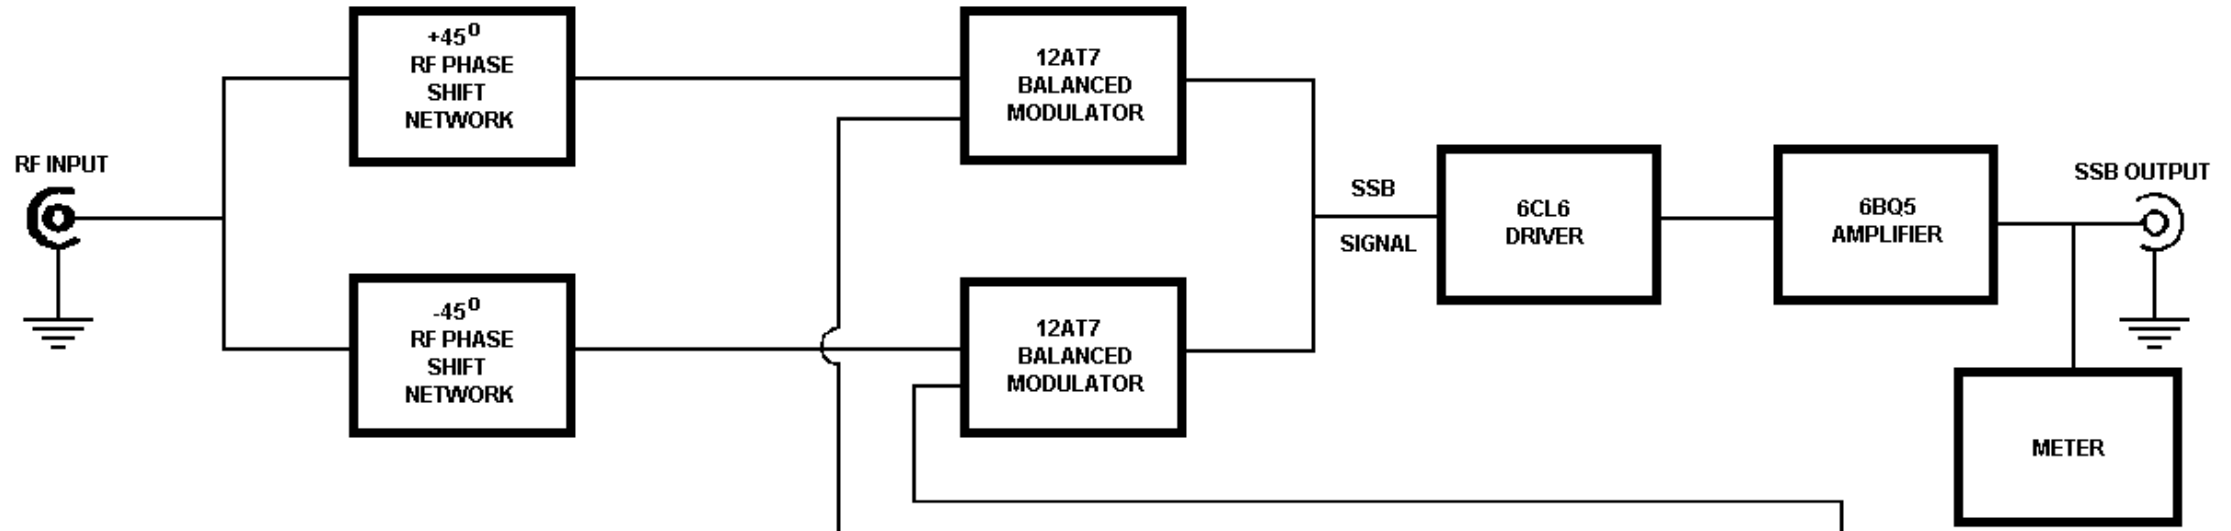 +45⁰
RF PHASE
SHIFT
NETWORK
12AT7
BALANCED
MODULATOR
RF INPUT
SSB
SIGNAL
6CL6
DRIVER
6BQ5
AMPLIFIER
SSB OUTPUT
-45⁰
RF PHASE
SHIFT
NETWORK
12AT7
BALANCED
MODULATOR
METER